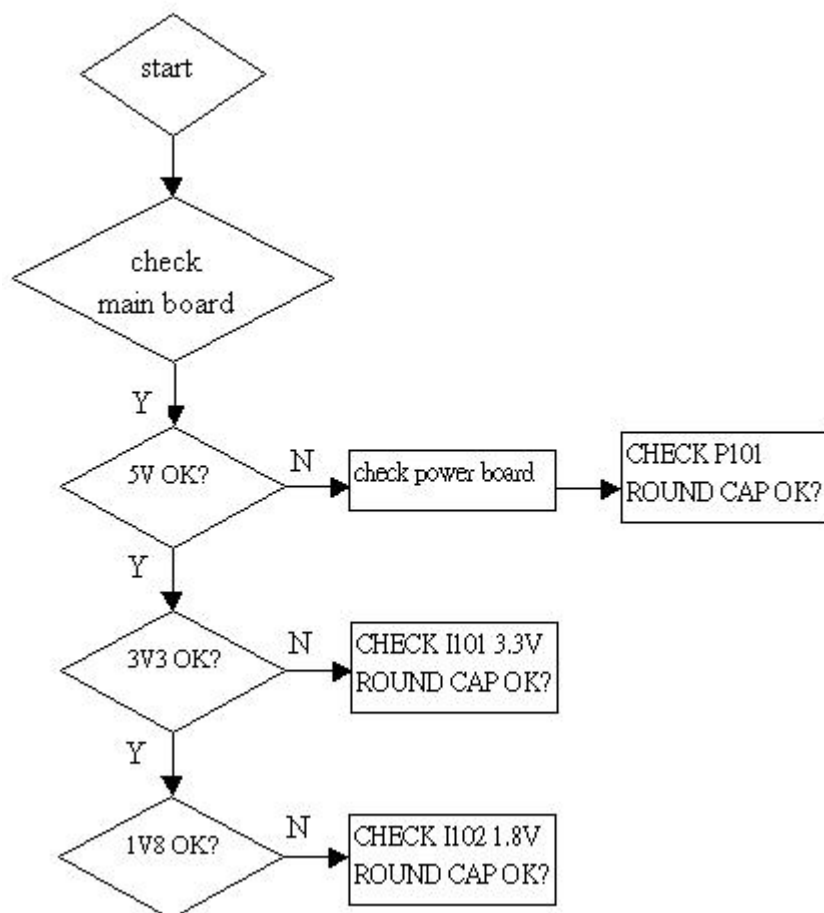 start
check
main board
Y
5V OK?
N
check power board
CHECK P101
ROUND CAP OK?
Y
3V3 OK?
N
CHECK I101 3.3V
ROUND CAP OK?
Y
1V8 OK?
N
CHECK I102 1.8V
ROUND CAP OK?